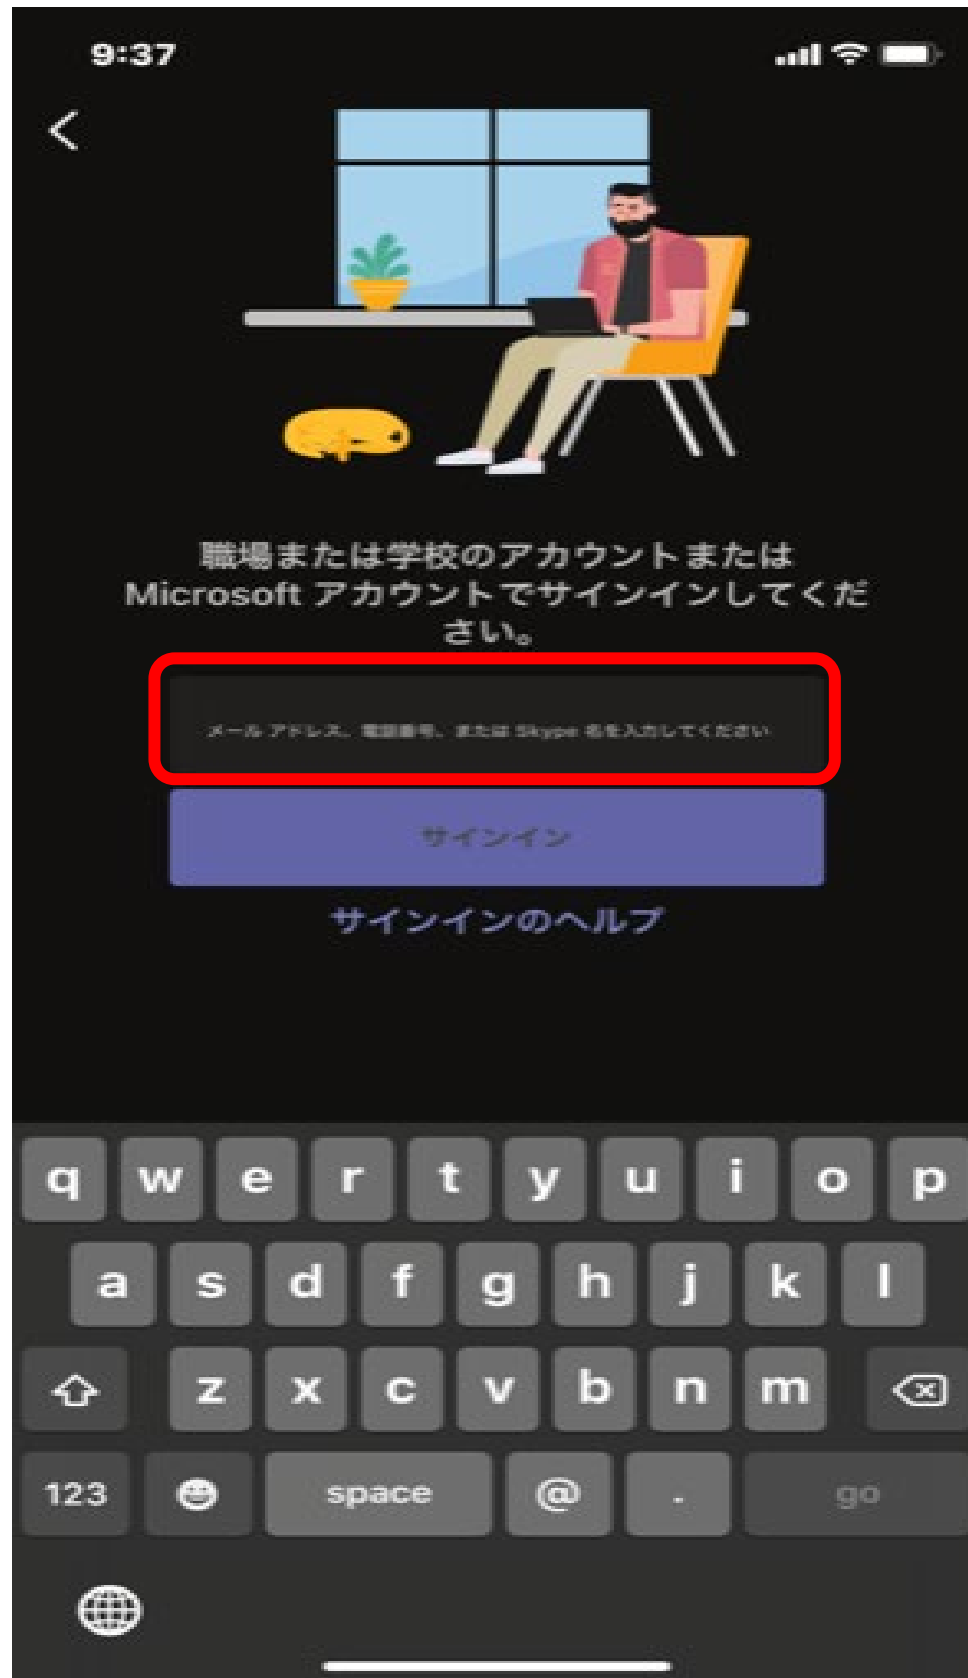 9:37
職場または学校のアカウントまたは
Microsoft アカウントでサインインしてくだ
さい。
メール アドレス、電話番号、または Skype 名を入力してください
サインイン
サインインのヘルプ
q w e r t y u i o p
a s d f g h j k l
z x c v b n m
123 space @ . go